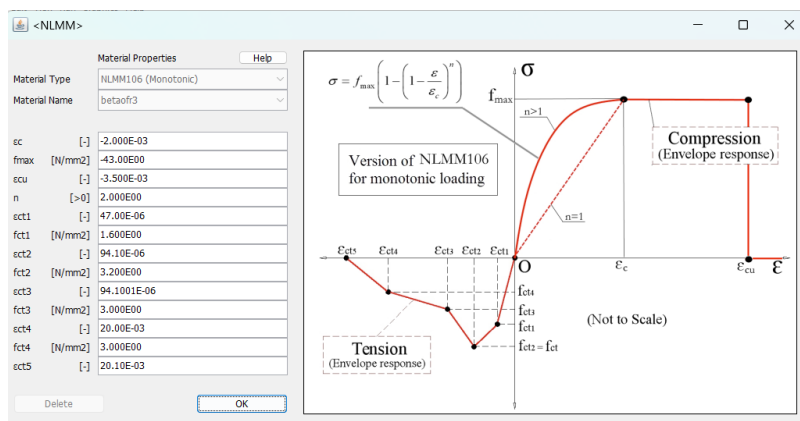 <NLMM>
Material Properties
Help
Material Type NLMM106 (Monotonic)
Material Name betaofr3
εc [-] -2.000E-03
fmax [N/mm2] -43.00E00
εcu [-] -3.500E-03
n [>0] 2.000E00
εct1 [-] 47.00E-06
fct1 [N/mm2] 1.600E00
εct2 [-] 94.10E-06
fct2 [N/mm2] 3.200E00
εct3 [-] 94.1001E-06
fct3 [N/mm2] 3.000E00
εct4 [-] 20.00E-03
fct4 [N/mm2] 3.000E00
εct5 [-] 20.10E-03
Delete
OK
σ = fmax(1-(1-ε/εc)^n)
σ
fmax
n>1
Compression
(Envelope response)
Version of NLMM106
for monotonic loading
n=1
εct5 εct4 εct3 εct2 εct1
O
εc
εcu
ε
fct4
fct3
fct1
fct2 = fct
(Not to Scale)
Tension
(Envelope response)